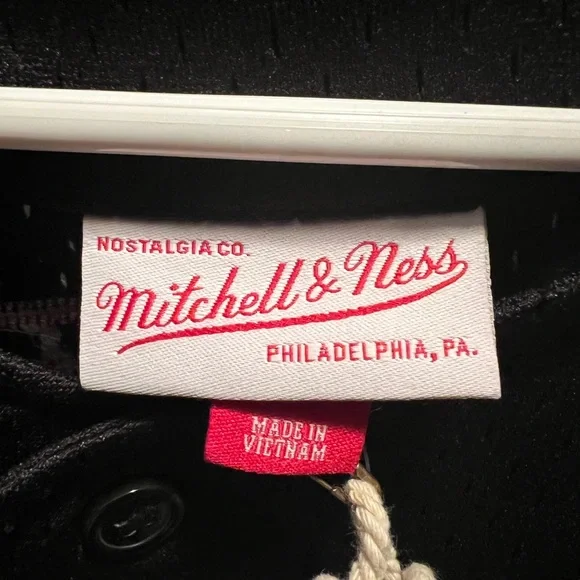 NOSTALGIA CO.
Mitchell & Ness
PHILADELPHIA, PA.
MADE IN
VIETNAM